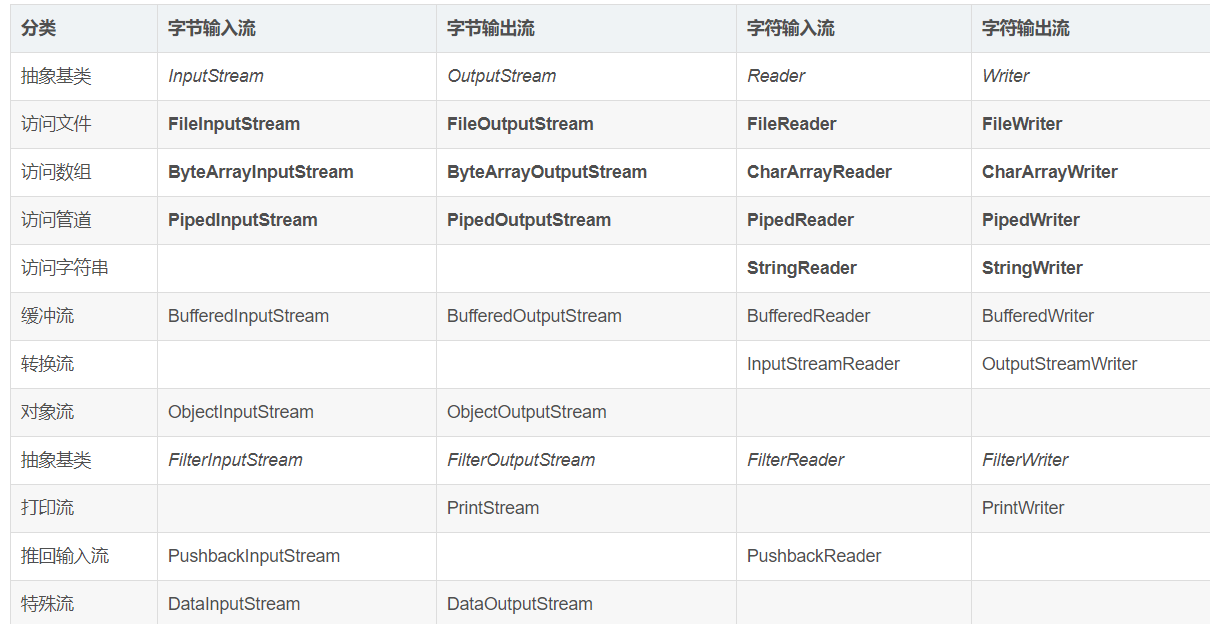 分类 字节输入流 字节输出流 字符输入流 字符输出流
抽象基类 InputStream OutputStream Reader Writer
访问文件 FileInputStream FileOutputStream FileReader FileWriter
访问数组 ByteArrayInputStream ByteArrayOutputStream CharArrayReader CharArrayWriter
访问管道 PipedInputStream PipedOutputStream PipedReader PipedWriter
访问字符串 StringReader StringWriter
缓冲流 BufferedInputStream BufferedOutputStream BufferedReader BufferedWriter
转换流 InputStreamReader OutputStreamWriter
对象流 ObjectInputStream ObjectOutputStream
抽象基类 FilterInputStream FilterOutputStream FilterReader FilterWriter
打印流 PrintStream PrintWriter
推回输入流 PushbackInputStream PushbackReader
特殊流 DataInputStream DataOutputStream